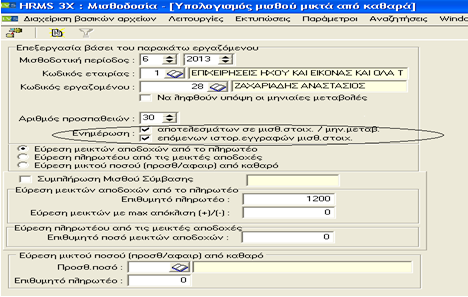 HRMS 3X : Μισθοδοσία - [Υπολογισμός μισθού μικτά από καθαρά]
Διαχείριση βασικών αρχείων Λειτουργίες Εκτυπώσεις Παράμετροι Αναζητήσεις Windo
Επεξεργασία βάσει του παρακάτω εργαζομένου
Μισθοδοτική περίοδος : 6 2013
Κωδικός εταιρίας : 1 ΕΠΙΧΕΙΡΗΣΕΙΣ ΗΧΟΥ ΚΑΙ ΕΙΚΟΝΑΣ ΚΑΙ ΟΛΑ Τ
Κωδικός εργαζομένου : 28 ΖΑΧΑΡΙΑΔΗΣ ΑΝΑΣΤΑΣΙΟΣ
Να ληφθούν υπόψη οι μηνιαίες μεταβολές
Αριθμός προσπαθειών : 30
Ενημέρωση : αποτελεσμάτων σε μισθ.στοιχ. / μην.μεταβ.
επόμενων ιστορ.εγγραφών μισθ.στοιχ.
Εύρεση μεικτών αποδοχών από το πληρωτέο
Εύρεση πληρωτέου από τις μεικτές αποδοχές
Εύρεση μικτού ποσού (προσθ/αφαιρ) από καθαρό
Συμπλήρωση Μισθού Σύμβασης
Εύρεση μεικτών αποδοχών από το πληρωτέο
Επιθυμητό πληρωτέο : 1200
Εύρεση μεικτών με max απόκλιση (+)/(-) : 0
Εύρεση πληρωτέου από τις μεικτές αποδοχές
Επιθυμητό ποσό μεικτών αποδοχών : 0
Εύρεση μικτού ποσού (προσθ/αφαιρ) από καθαρό
Προσθ.ποσό :
Επιθυμητό πληρωτέο : 0